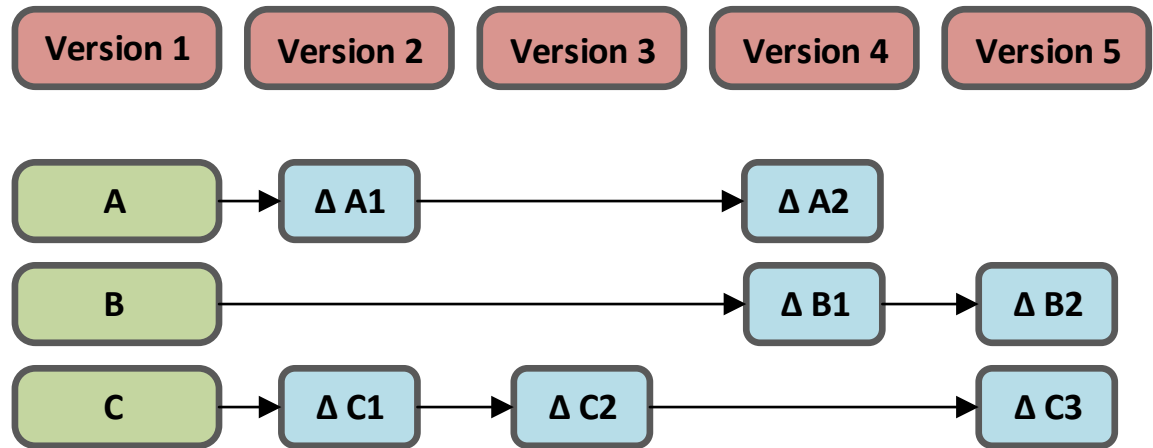 Version 1 Version 2 Version 3 Version 4 Version 5
A Δ A1 Δ A2
B Δ B1 Δ B2
C Δ C1 Δ C2 Δ C3